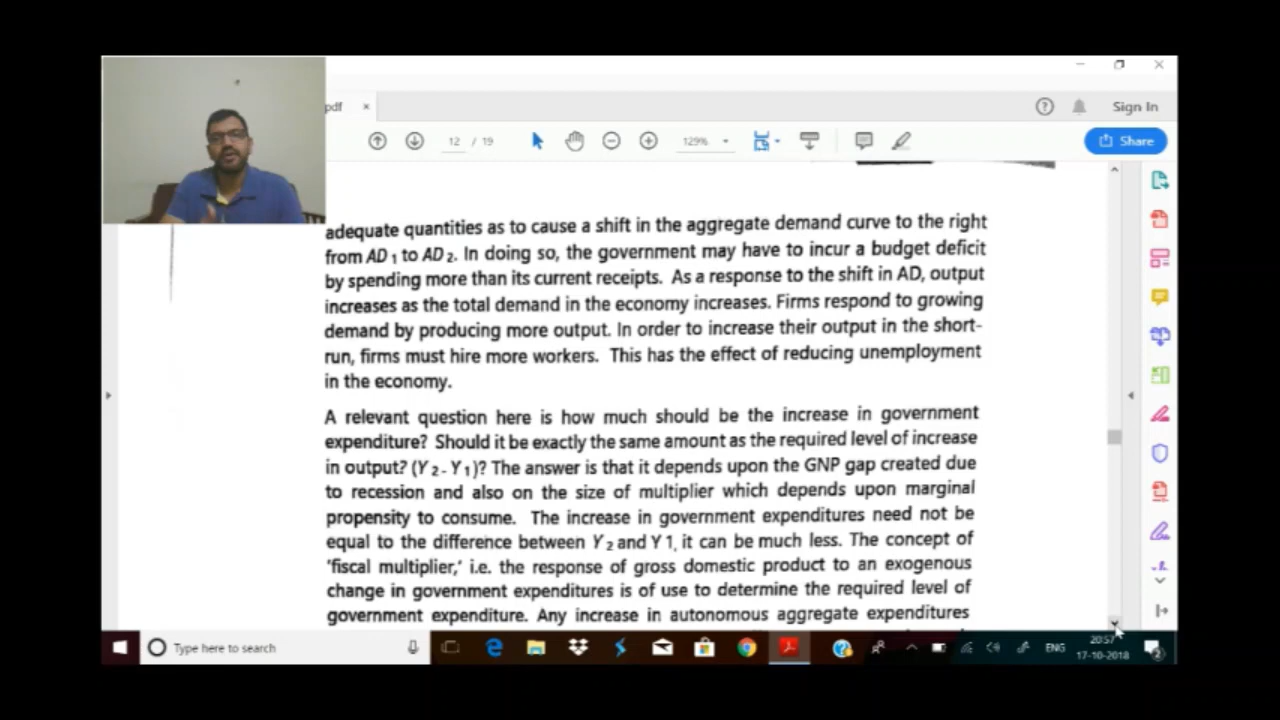 pdf
Sign In
12 / 19
129%
Share
adequate quantities as to cause a shift in the aggregate demand curve to the right
from AD 1 to AD 2. In doing so, the government may have to incur a budget deficit
by spending more than its current receipts. As a response to the shift in AD, output
increases as the total demand in the economy increases. Firms respond to growing
demand by producing more output. In order to increase their output in the short-
run, firms must hire more workers. This has the effect of reducing unemployment
in the economy.
A relevant question here is how much should be the increase in government
expenditure? Should it be exactly the same amount as the required level of increase
in output? (Y 2 - Y 1)? The answer is that it depends upon the GNP gap created due
to recession and also on the size of multiplier which depends upon marginal
propensity to consume. The increase in government expenditures need not be
equal to the difference between Y 2 and Y 1, it can be much less. The concept of
'fiscal multiplier,' i.e. the response of gross domestic product to an exogenous
change in government expenditures is of use to determine the required level of
government expenditure. Any increase in autonomous aggregate expenditures
Type here to search
ENG
20:57
17-10-2018